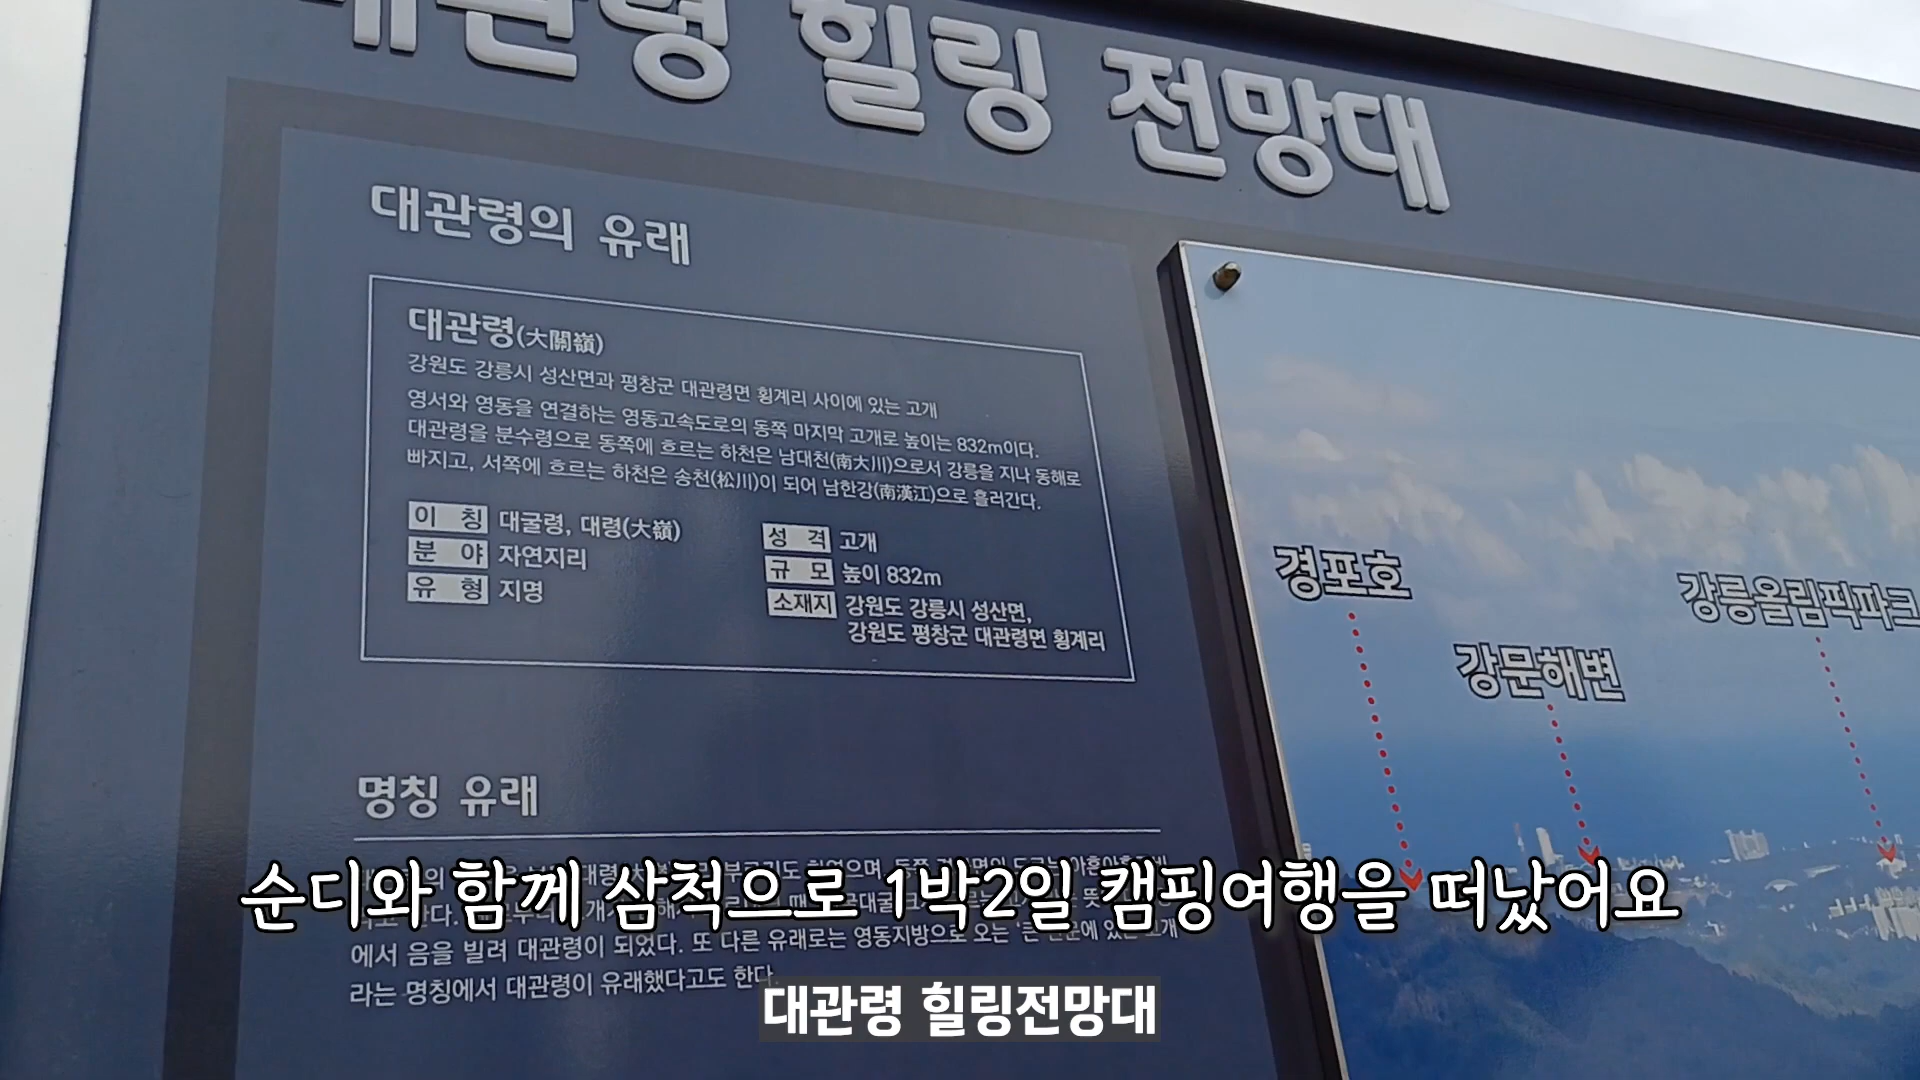 대관령 힐링 전망대
대관령의 유래
대관령(大關嶺)
강원도 강릉시 성산면과 평창군 대관령면 횡계리 사이에 있는 고개
영서와 영동을 연결하는 영동고속도로의 동쪽 마지막 고개로 높이는 832m이다.
대관령을 분수령으로 동쪽에 흐르는 하천은 남대천(南大川)으로서 강릉을 지나 동해로
빠지고, 서쪽에 흐르는 하천은 송천(松川)이 되어 남한강(南漢江)으로 흘러간다.
이 칭 대굴령, 대령(大嶺)
분 야 자연지리
유 형 지명
성 격 고개
규 모 높이 832m
소재지 강원도 강릉시 성산면,
강원도 평창군 대관령면 횡계리
경포호
강문해변
강릉올림픽파크
명칭 유래
순디와 함께 삼척으로 1박2일 캠핑여행을 떠났어요
에서 음을 빌려 대관령이 되었다. 또 다른 유래로는 영동지방으로 오는 '큰 관문에 있는 고개
라는 명칭에서 대관령이 유래했다고도 한다.
대관령 힐링전망대